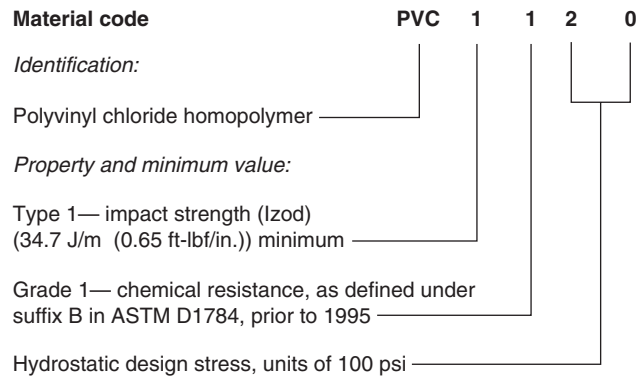 Material code PVC 1 1 2 0
Identification:
Polyvinyl chloride homopolymer
Property and minimum value:
Type 1— impact strength (Izod)
(34.7 J/m (0.65 ft-lbf/in.)) minimum
Grade 1— chemical resistance, as defined under
suffix B in ASTM D1784, prior to 1995
Hydrostatic design stress, units of 100 psi